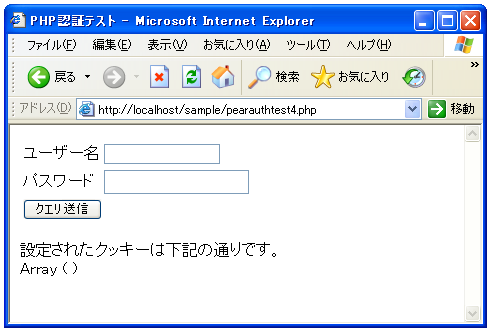 PHP認証テスト - Microsoft Internet Explorer
ファイル(F) 編集(E) 表示(V) お気に入り(A) ツール(T) ヘルプ(H)
戻る 検索 お気に入り »
アドレス(D) http://localhost/sample/pearauthtest4.php 移動
ユーザー名
パスワード
クエリ送信
設定されたクッキーは下記の通りです。
Array ( )